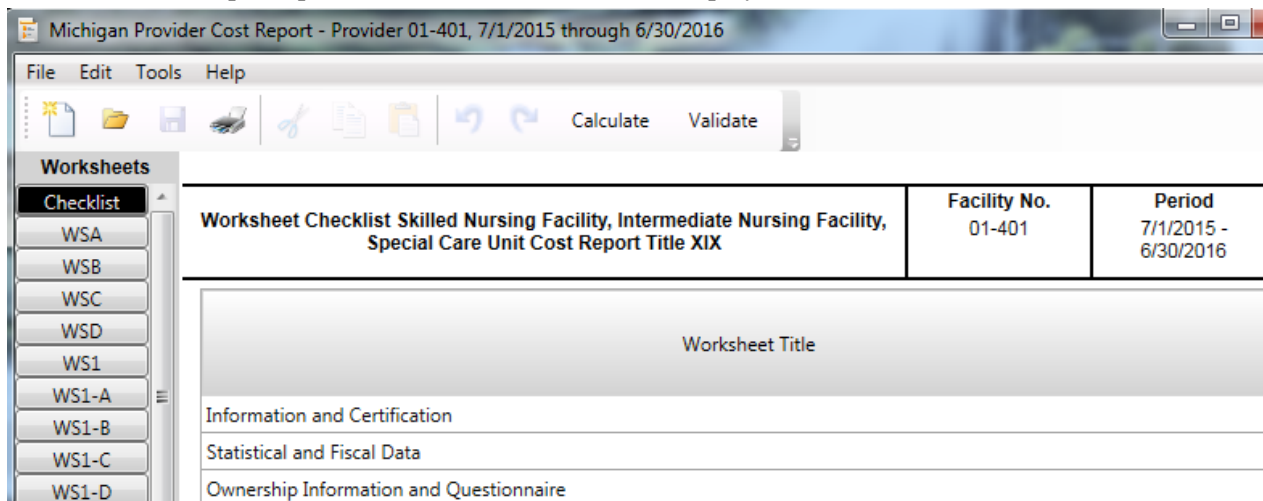 Michigan Provider Cost Report - Provider 01-401, 7/1/2015 through 6/30/2016
File Edit Tools Help
Calculate Validate
Worksheets
Checklist
WSA
WSB
WSC
WSD
WS1
WS1-A
WS1-B
WS1-C
WS1-D
Worksheet Checklist Skilled Nursing Facility, Intermediate Nursing Facility,
Special Care Unit Cost Report Title XIX
Facility No.
01-401
Period
7/1/2015 -
6/30/2016
Worksheet Title
Information and Certification
Statistical and Fiscal Data
Ownership Information and Questionnaire